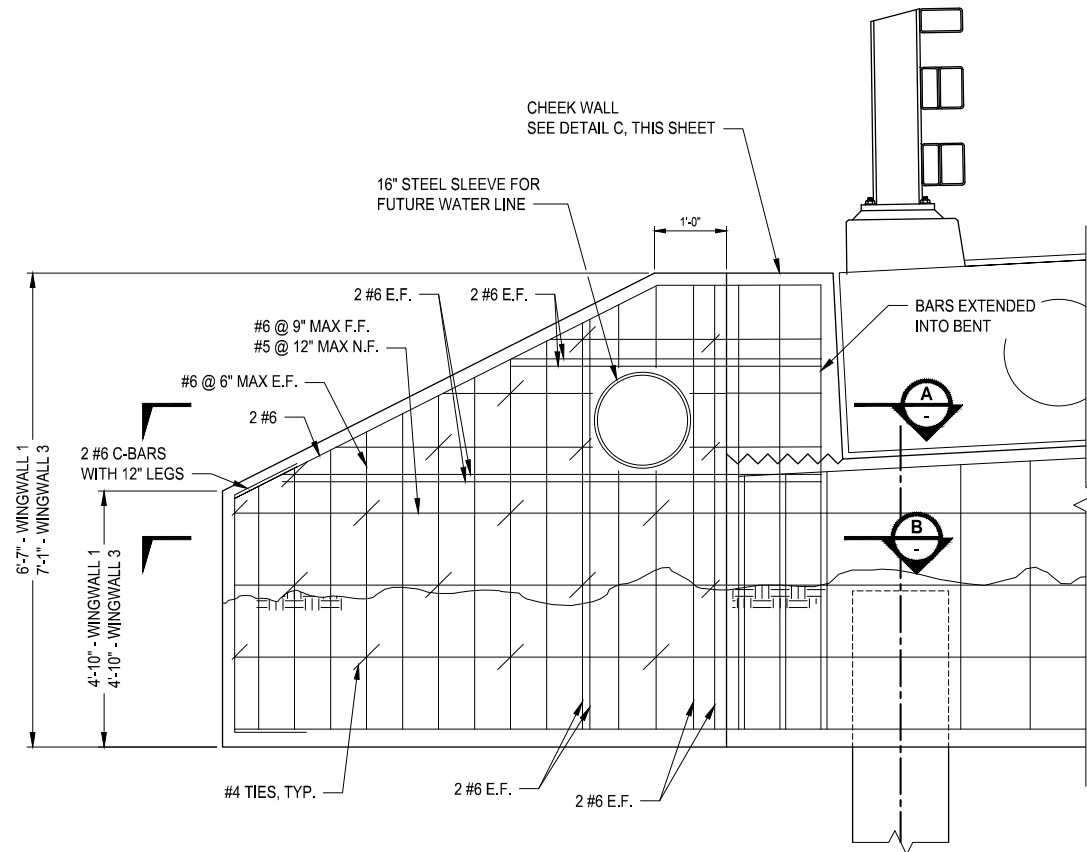 CHEEK WALL
SEE DETAIL C, THIS SHEET
16" STEEL SLEEVE FOR
FUTURE WATER LINE
1'-0"
2 #6 E.F.
2 #6 E.F.
BARS EXTENDED
INTO BENT
#6 @ 9" MAX F.F.
#5 @ 12" MAX N.F.
#6 @ 6" MAX E.F.
2 #6
2 #6 C-BARS
WITH 12" LEGS
A
-
B
-
6'-7" - WINGWALL 1
7'-1" - WINGWALL 3
4'-10" - WINGWALL 1
4'-10" - WINGWALL 3
#4 TIES, TYP.
2 #6 E.F.
2 #6 E.F.